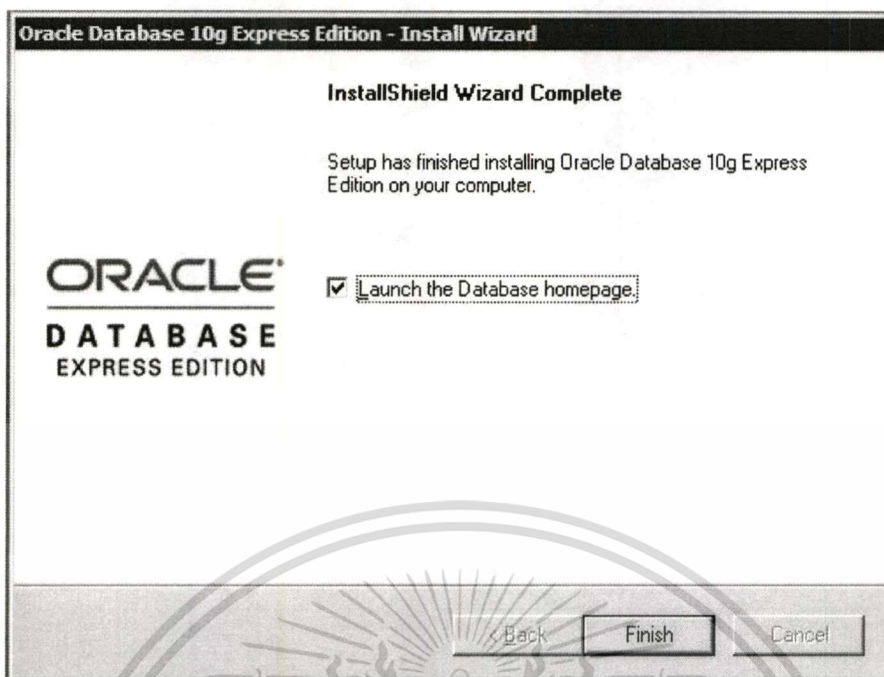 Oracle Database 10g Express Edition - Install Wizard
InstallShield Wizard Complete
Setup has finished installing Oracle Database 10g Express
Edition on your computer.
ORACLE
Launch the Database homepage.
DATABASE
EXPRESS EDITION
< Back Finish Cancel